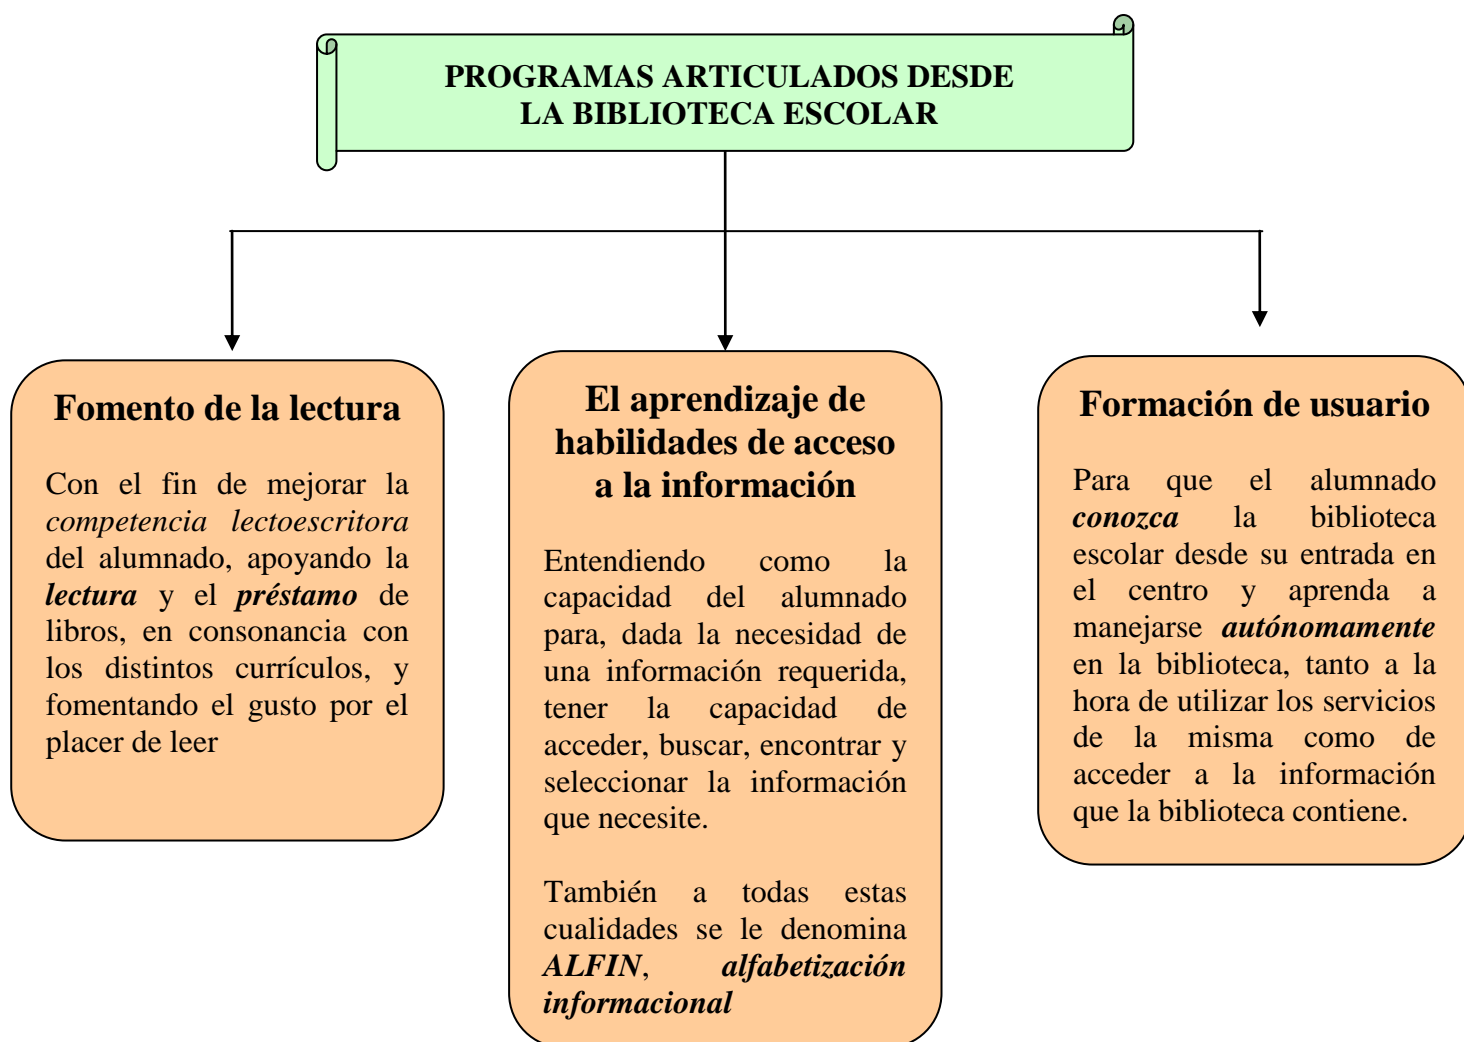 PROGRAMAS ARTICULADOS DESDE
LA BIBLIOTECA ESCOLAR
Fomento de la lectura
Con el fin de mejorar la
competencia lectoescritora
del alumnado, apoyando la
lectura y el préstamo de
libros, en consonancia con
los distintos currículos, y
fomentando el gusto por el
placer de leer
El aprendizaje de
habilidades de acceso
a la información
Entendiendo como la
capacidad del alumnado
para, dada la necesidad de
una información requerida,
tener la capacidad de
acceder, buscar, encontrar y
seleccionar la información
que necesite.
También a todas estas
cualidades se le denomina
ALFIN, alfabetización
informacional
Formación de usuario
Para que el alumnado
conozca la biblioteca
escolar desde su entrada en
el centro y aprenda a
manejarse autónomamente
en la biblioteca, tanto a la
hora de utilizar los servicios
de la misma como de
acceder a la información
que la biblioteca contiene.